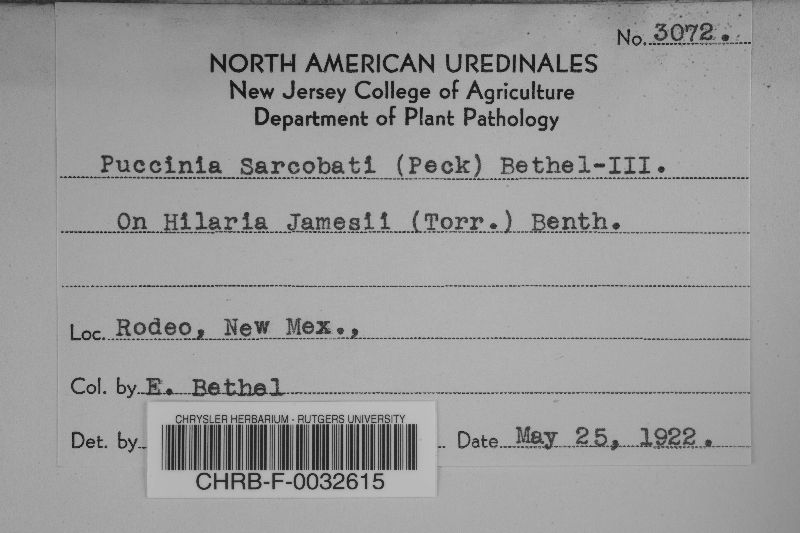 No. 3072.
NORTH AMERICAN UREDINALES
New Jersey College of Agriculture
Department of Plant Pathology
Puccinia Sarcobati (Peck) Bethel-III.
On Hilaria Jamesii (Torr.) Benth.
Loc. Rodeo, New Mex.,
Col. by E. Bethel
Det. by Date May 25, 1922.
CHRYSLER HERBARIUM - RUTGERS UNIVERSITY
CHRB-F-0032615